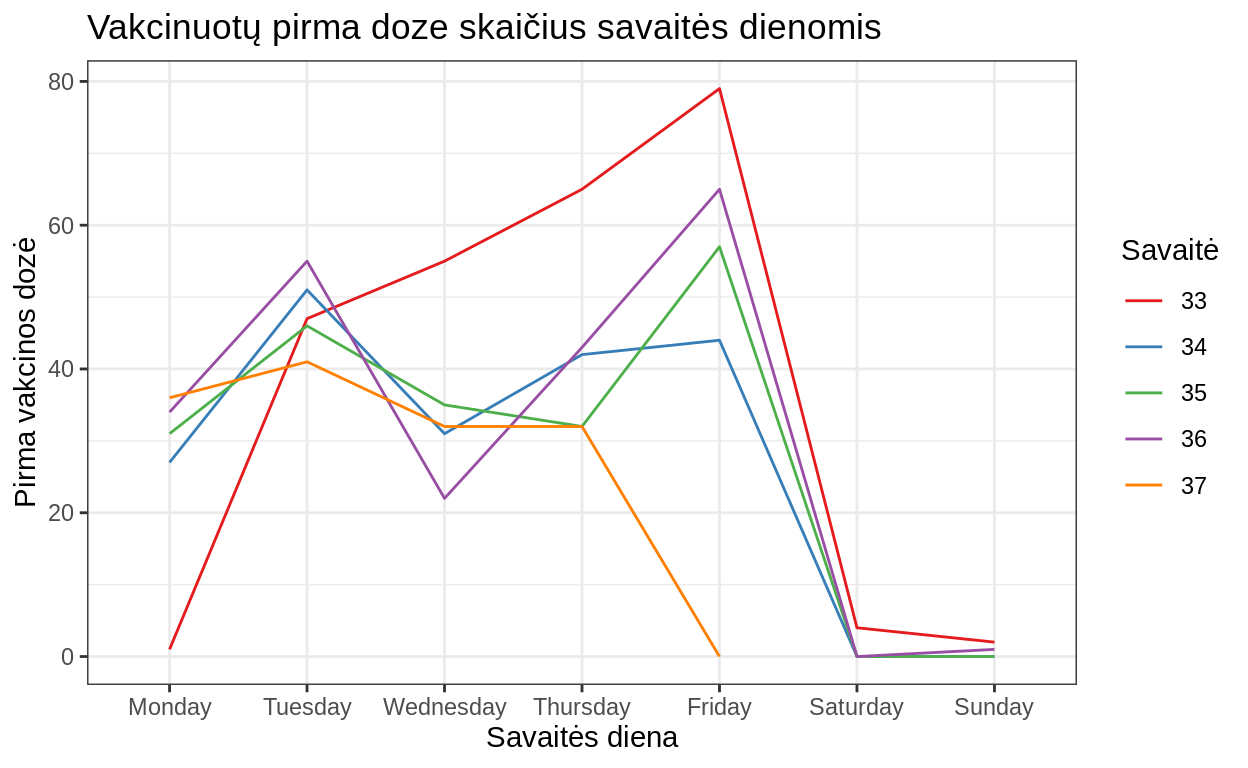 Vakcinuotų pirma doze skaičius savaitės dienomis
Pirma vakcinos dozė
80
60
40
20
0
Monday Tuesday Wednesday Thursday Friday Saturday Sunday
Savaitės diena
Savaitė
33
34
35
36
37